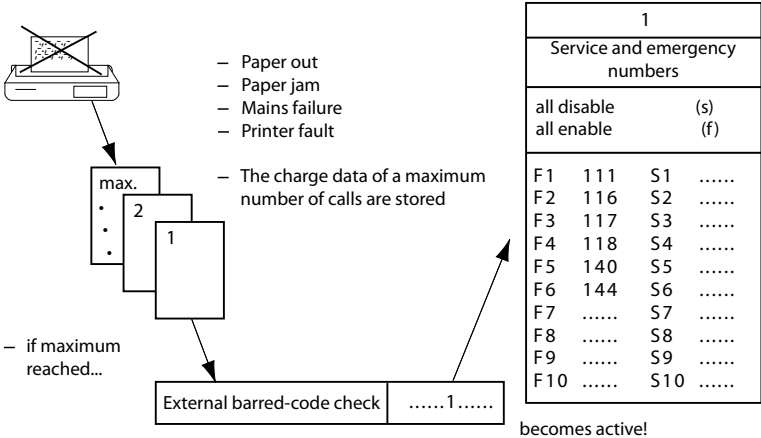 – Paper out
– Paper jam
– Mains failure
– Printer fault
– The charge data of a maximum
number of calls are stored
max.
2
1
– if maximum
reached...
External barred-code check ......1......
1
Service and emergency
numbers
all disable (s)
all enable (f)
F1 111 S1 ......
F2 116 S2 ......
F3 117 S3 ......
F4 118 S4 ......
F5 140 S5 ......
F6 144 S6 ......
F7 ...... S7 ......
F8 ...... S8 ......
F9 ...... S9 ......
F10 ...... S10 ......
becomes active!